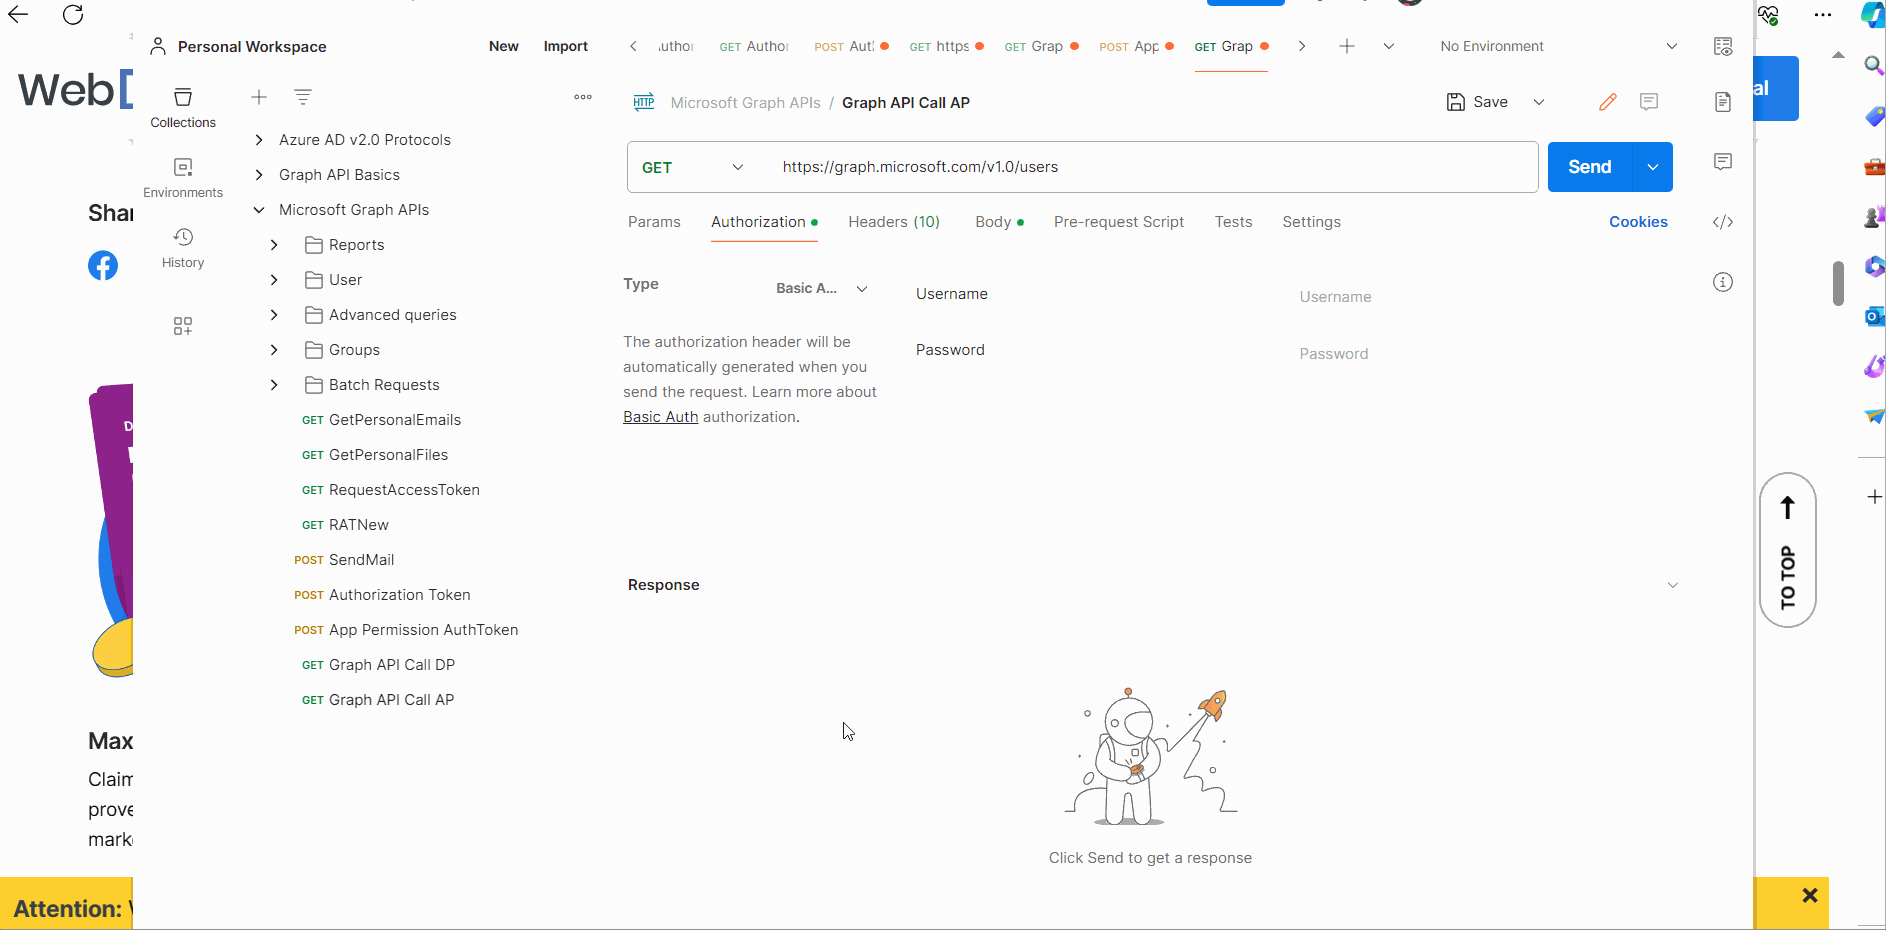 Personal Workspace
New
Import
GET Autho
POST Aut
GET https
GET Grap
POST App
GET Grap
No Environment
Web
al
Collections
Environments
History
Microsoft Graph APIs / Graph API Call AP
Save
Azure AD v2.0 Protocols
Graph API Basics
Microsoft Graph APIs
Reports
User
Advanced queries
Groups
Batch Requests
GET GetPersonalEmails
GET GetPersonalFiles
GET RequestAccessToken
GET RATNew
POST SendMail
POST Authorization Token
POST App Permission AuthToken
GET Graph API Call DP
GET Graph API Call AP
GET
https://graph.microsoft.com/v1.0/users
Send
Params
Authorization
Headers (10)
Body
Pre-request Script
Tests
Settings
Cookies
Type
Basic A...
The authorization header will be
automatically generated when you
send the request. Learn more about
Basic Auth authorization.
Username
Username
Password
Password
Response
Click Send to get a response
Shar
Max
Claim
prove
mark
Attention:
TO TOP